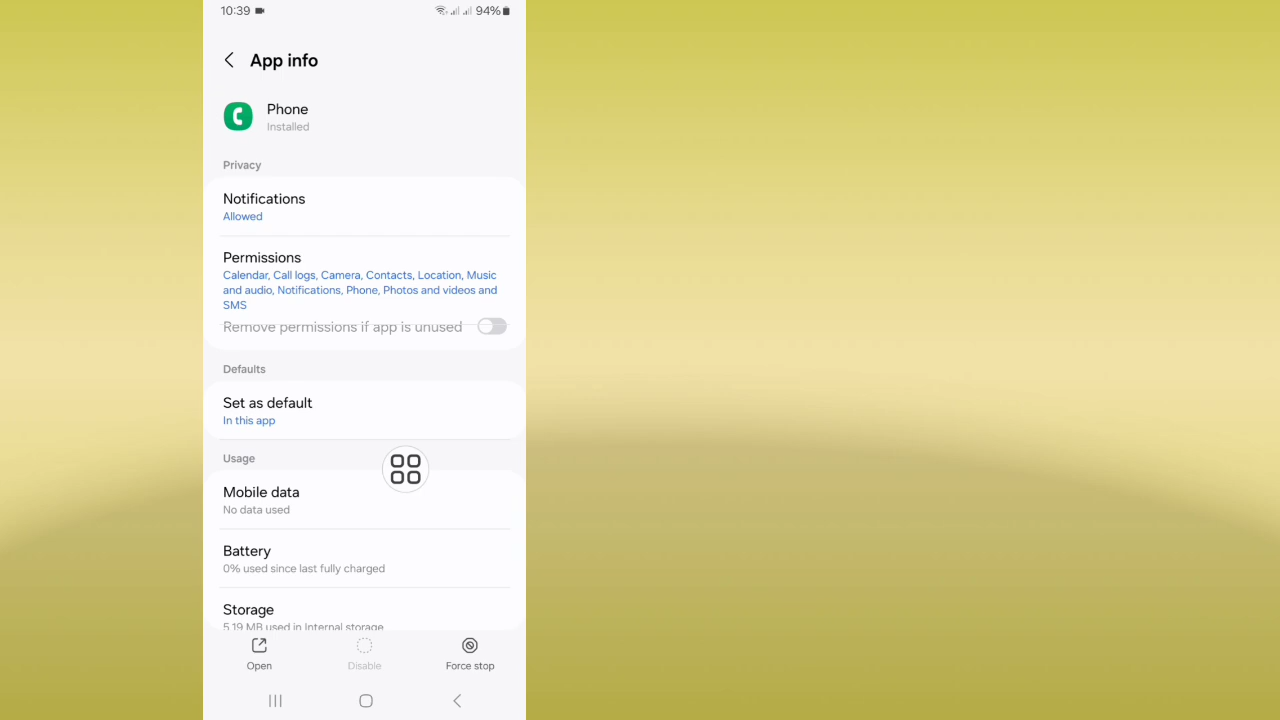 10:39
94%
App info
Phone
Installed
Privacy
Notifications
Allowed
Permissions
Calendar, Call logs, Camera, Contacts, Location, Music
and audio, Notifications, Phone, Photos and videos and
SMS
Remove permissions if app is unused
Defaults
Set as default
In this app
Usage
Mobile data
No data used
Battery
0% used since last fully charged
Storage
5.19 MB used in Internal storage
Open
Disable
Force stop